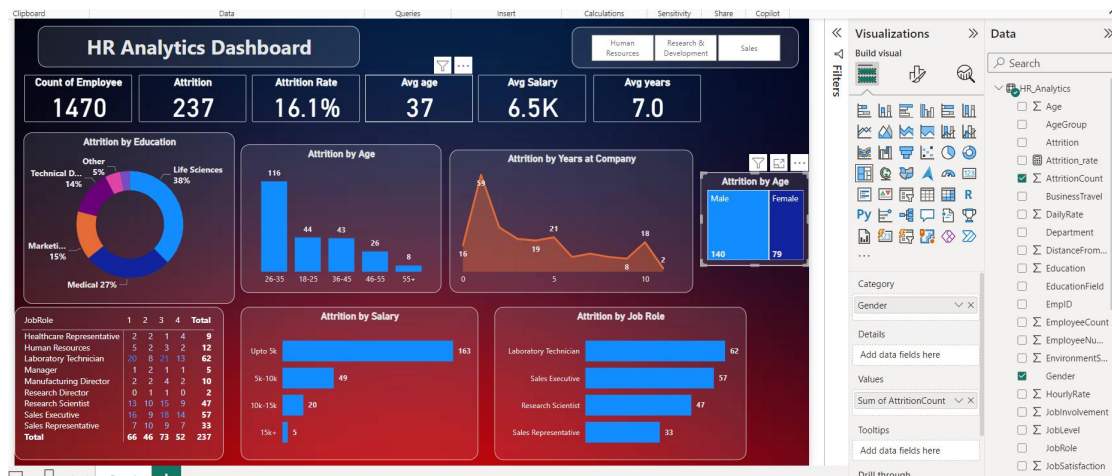 Clipboard Data Queries Insert Calculations Sensitivity Share Copilot
HR Analytics Dashboard
Human Resources
Research & Development
Sales
Count of Employee
1470
Attrition
237
Attrition Rate
16.1%
Avg age
37
Avg Salary
6.5K
Avg years
7.0
Attrition by Education
Other
5%
Life Sciences
38%
Technical D...
14%
Marketi...
15%
Medical 27%
Attrition by Age
116
44
43
26
8
26-35 18-25 36-45 46-55 55+
Attrition by Years at Company
59
16
19
21
8
18
2
0 5 10
Attrition by Age
Male
Female
140
79
JobRole 1 2 3 4 Total
Healthcare Representative 2 2 1 4 9
Human Resources 5 2 3 2 12
Laboratory Technician 20 8 21 13 62
Manager 1 2 1 1 5
Manufacturing Director 2 2 4 2 10
Research Director 0 1 1 0 2
Research Scientist 13 10 15 9 47
Sales Executive 16 9 18 14 57
Sales Representative 7 10 9 7 33
Total 66 46 73 52 237
Attrition by Salary
Upto 5k 163
5k-10k 49
10k-15k 20
15k+ 5
Attrition by Job Role
Laboratory Technician 62
Sales Executive 57
Research Scientist 47
Sales Representative 33
Filters
Visualizations
Build visual
R
Py
...
Category
Gender
Details
Add data fields here
Values
Sum of AttritionCount
Tooltips
Add data fields here
Drill through
Data
Search
HR_Analytics
Age
AgeGroup
Attrition
Attrition_rate
AttritionCount
BusinessTravel
DailyRate
Department
DistanceFrom...
Education
EducationField
EmpID
EmployeeCount
EmployeeNu...
EnvironmentS...
Gender
HourlyRate
JobInvolvement
JobLevel
JobRole
JobSatisfaction